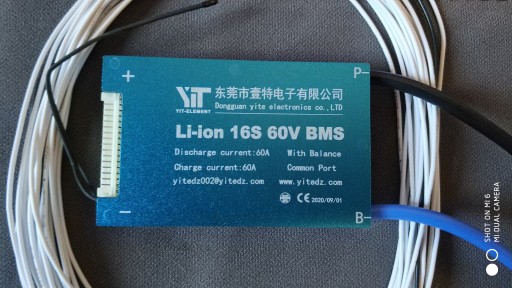 +
P-
YiT
YIT-ELEMENT
东莞市壹特电子有限公司
Dongguan yite electronics co.,LTD
Li-ion 16S 60V BMS
Discharge current:60A
With Balance
Charge current:60A
Common Port
yitedz002@yitedz.com
www.yitedz.com
CE 2020/09/01
-
B-
SHOT ON MI 6
MI DUAL CAMERA